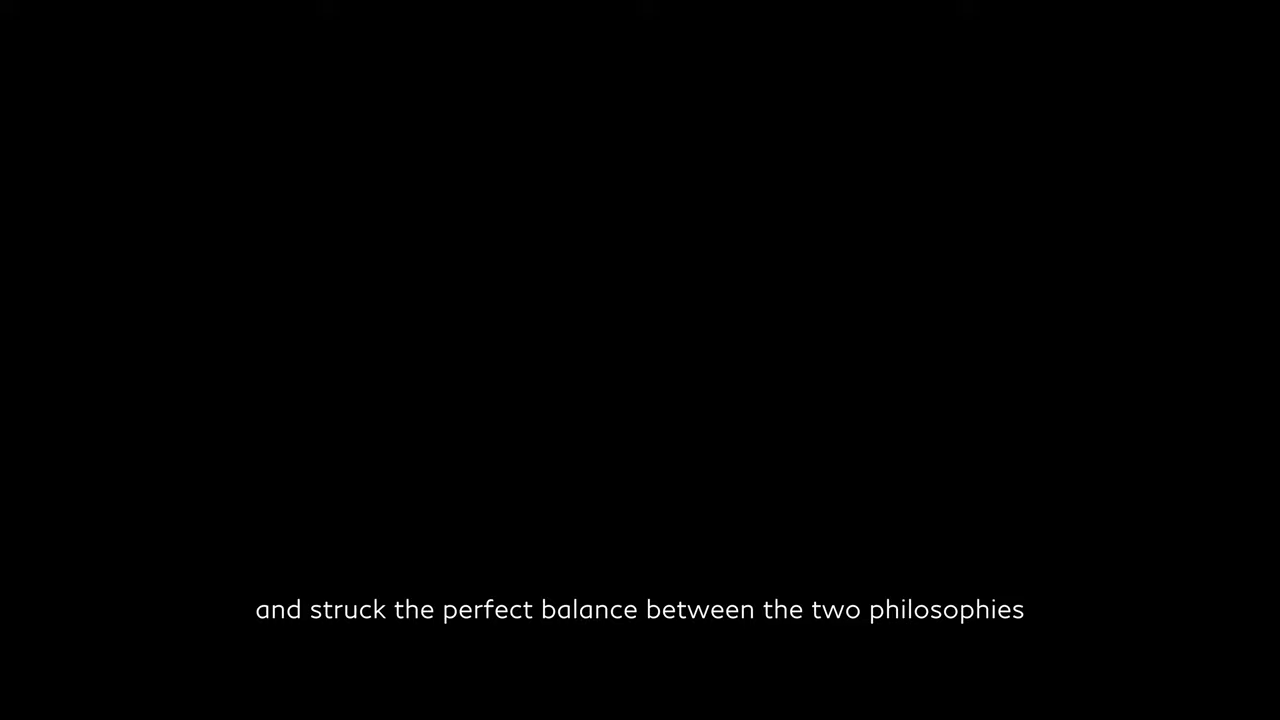 and struck the perfect balance between the two philosophies